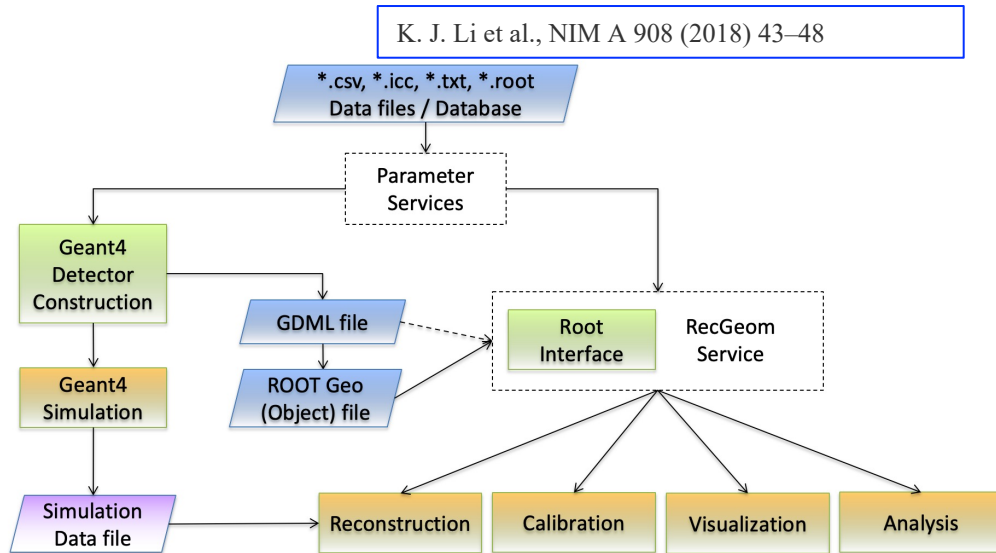 K. J. Li et al., NIM A 908 (2018) 43–48
*.csv, *.icc, *.txt, *.root
Data files / Database
Parameter
Services
Geant4
Detector
Construction
GDML file
Root
Interface
RecGeom
Service
Geant4
Simulation
ROOT Geo
(Object) file
Simulation
Data file
Reconstruction
Calibration
Visualization
Analysis